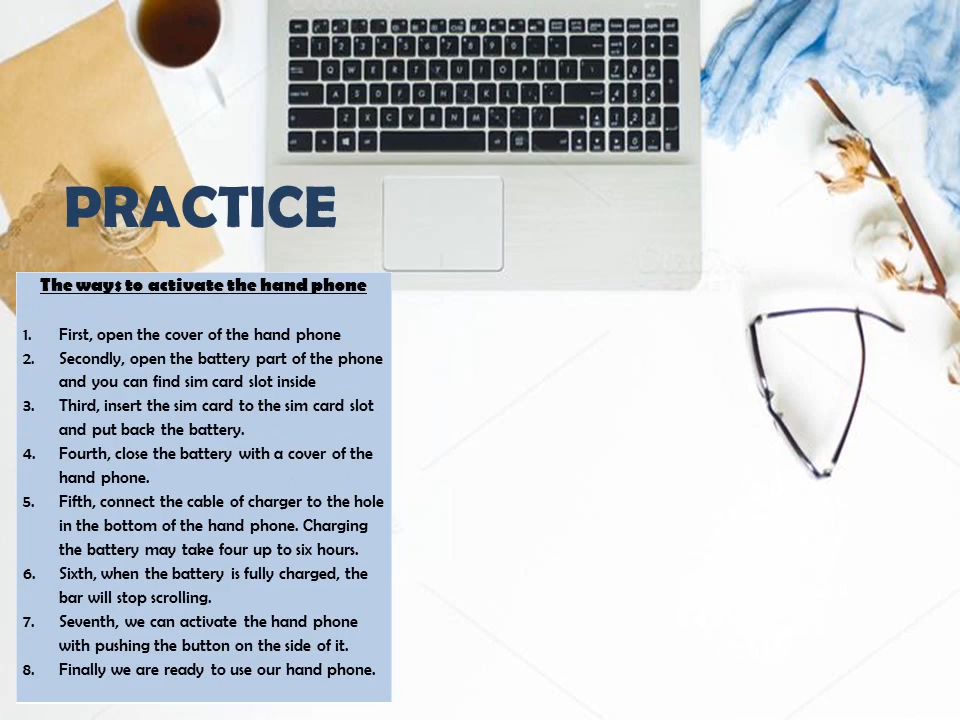 PRACTICE
The ways to activate the hand phone
1. First, open the cover of the hand phone
2. Secondly, open the battery part of the phone
and you can find sim card slot inside
3. Third, insert the sim card to the sim card slot
and put back the battery.
4. Fourth, close the battery with a cover of the
hand phone.
5. Fifth, connect the cable of charger to the hole
in the bottom of the hand phone. Charging
the battery may take four up to six hours.
6. Sixth, when the battery is fully charged, the
bar will stop scrolling.
7. Seventh, we can activate the hand phone
with pushing the button on the side of it.
8. Finally we are ready to use our hand phone.